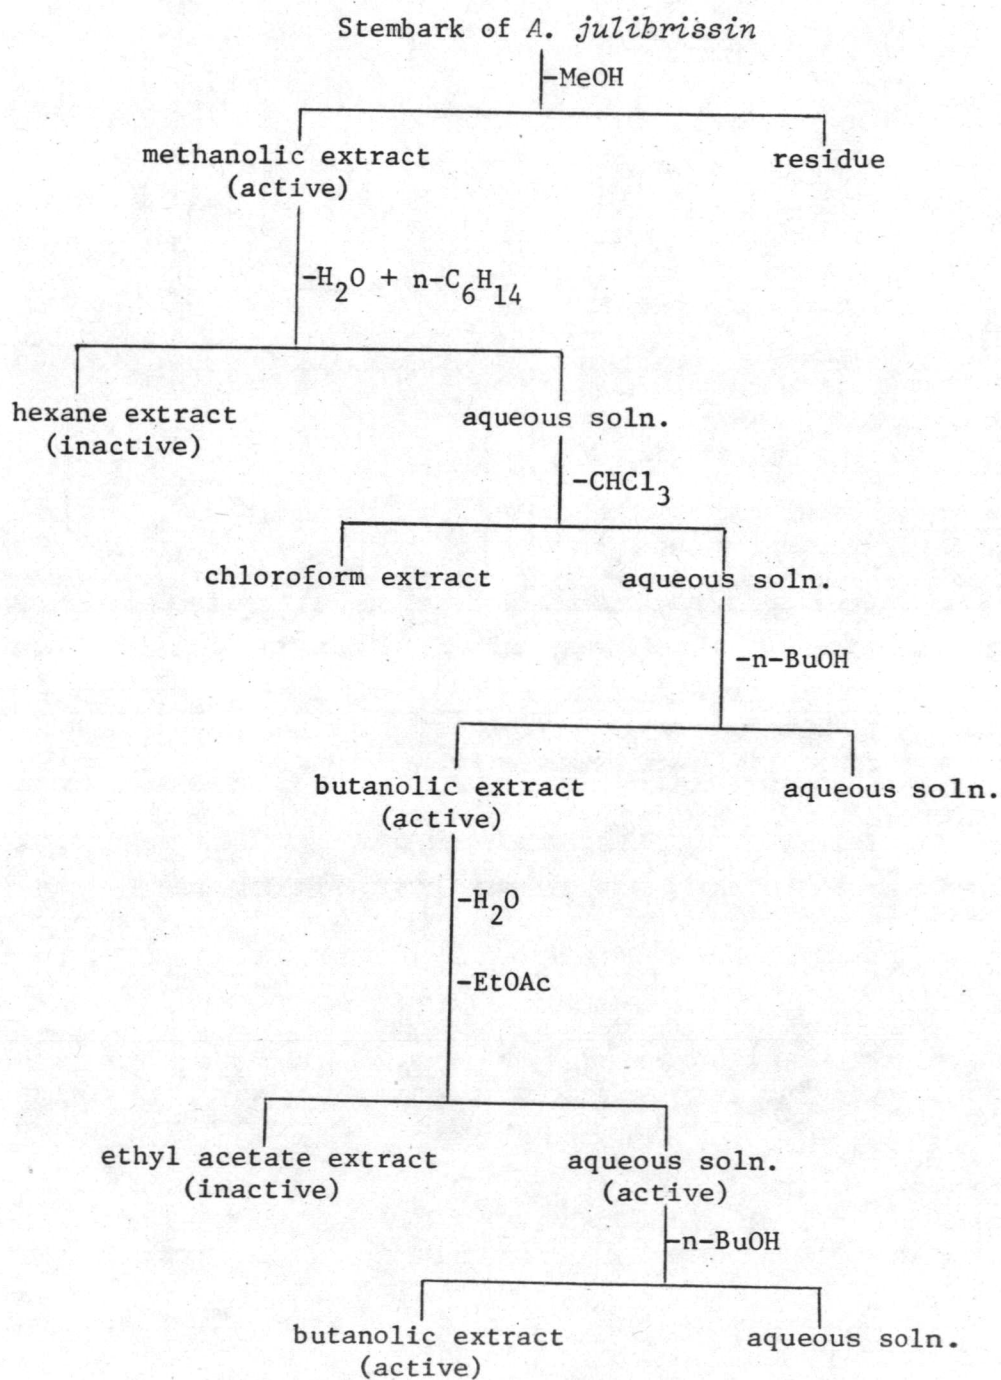 Stembark of A. julibrissin
-MeOH
methanolic extract
(active)
residue
-H2O + n-C6H14
hexane extract
(inactive)
aqueous soln.
-CHCl3
chloroform extract
aqueous soln.
-n-BuOH
butanolic extract
(active)
aqueous soln.
-H2O
-EtOAc
ethyl acetate extract
(inactive)
aqueous soln.
(active)
-n-BuOH
butanolic extract
(active)
aqueous soln.